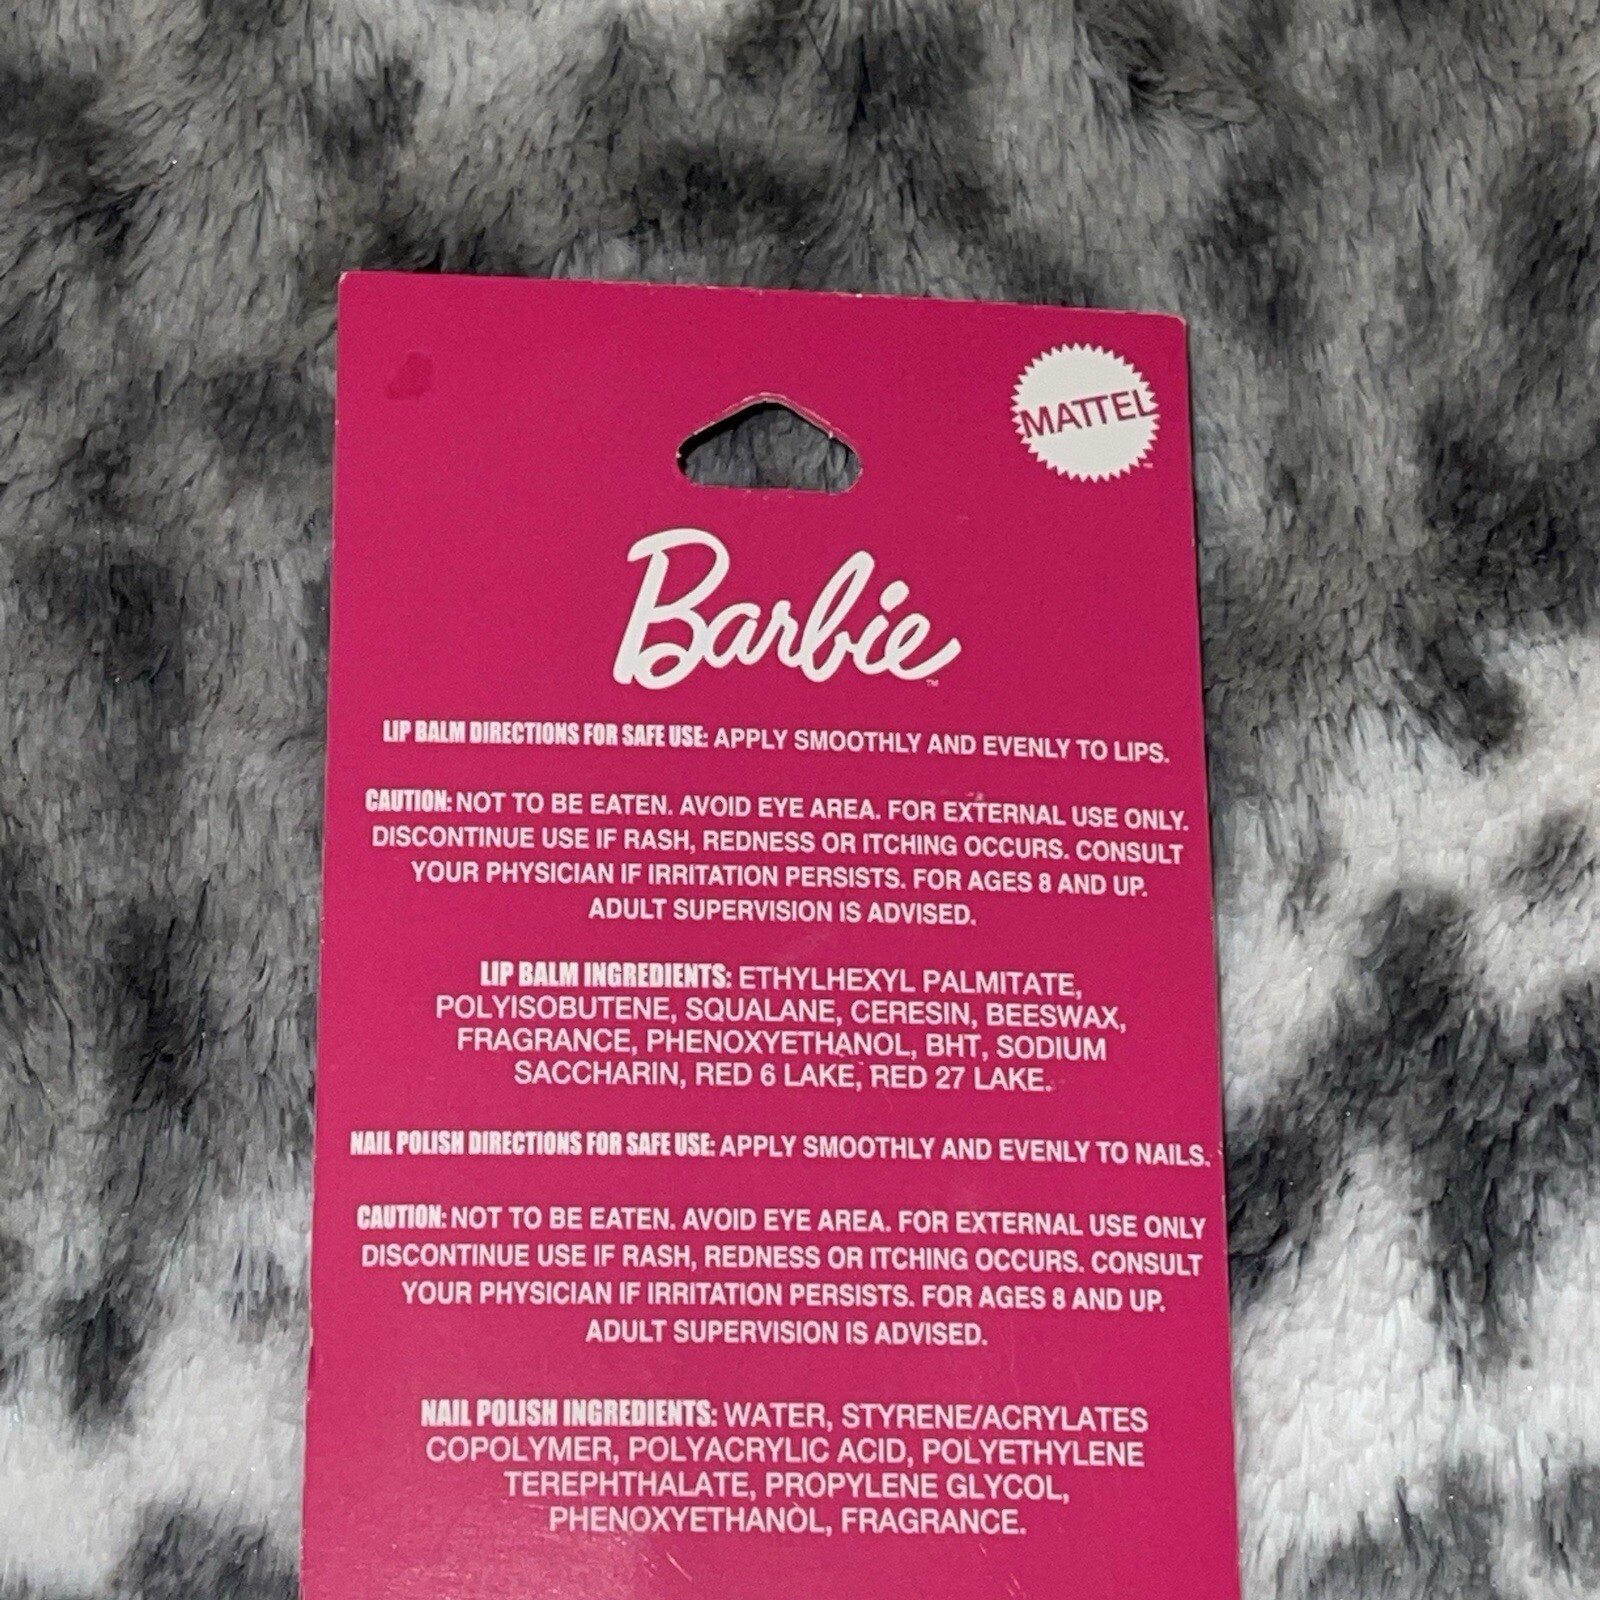 MATTEL
Barbie
LIP BALM DIRECTIONS FOR SAFE USE: APPLY SMOOTHLY AND EVENLY TO LIPS.
CAUTION: NOT TO BE EATEN. AVOID EYE AREA. FOR EXTERNAL USE ONLY.
DISCONTINUE USE IF RASH, REDNESS OR ITCHING OCCURS. CONSULT
YOUR PHYSICIAN IF IRRITATION PERSISTS. FOR AGES 8 AND UP.
ADULT SUPERVISION IS ADVISED.
LIP BALM INGREDIENTS: ETHYLHEXYL PALMITATE,
POLYISOBUTENE, SQUALANE, CERESIN, BEESWAX,
FRAGRANCE, PHENOXYETHANOL, BHT, SODIUM
SACCHARIN, RED 6 LAKE, RED 27 LAKE.
NAIL POLISH DIRECTIONS FOR SAFE USE: APPLY SMOOTHLY AND EVENLY TO NAILS.
CAUTION: NOT TO BE EATEN. AVOID EYE AREA. FOR EXTERNAL USE ONLY
DISCONTINUE USE IF RASH, REDNESS OR ITCHING OCCURS. CONSULT
YOUR PHYSICIAN IF IRRITATION PERSISTS. FOR AGES 8 AND UP.
ADULT SUPERVISION IS ADVISED.
NAIL POLISH INGREDIENTS: WATER, STYRENE/ACRYLATES
COPOLYMER, POLYACRYLIC ACID, POLYETHYLENE
TEREPHTHALATE, PROPYLENE GLYCOL,
PHENOXYETHANOL, FRAGRANCE.